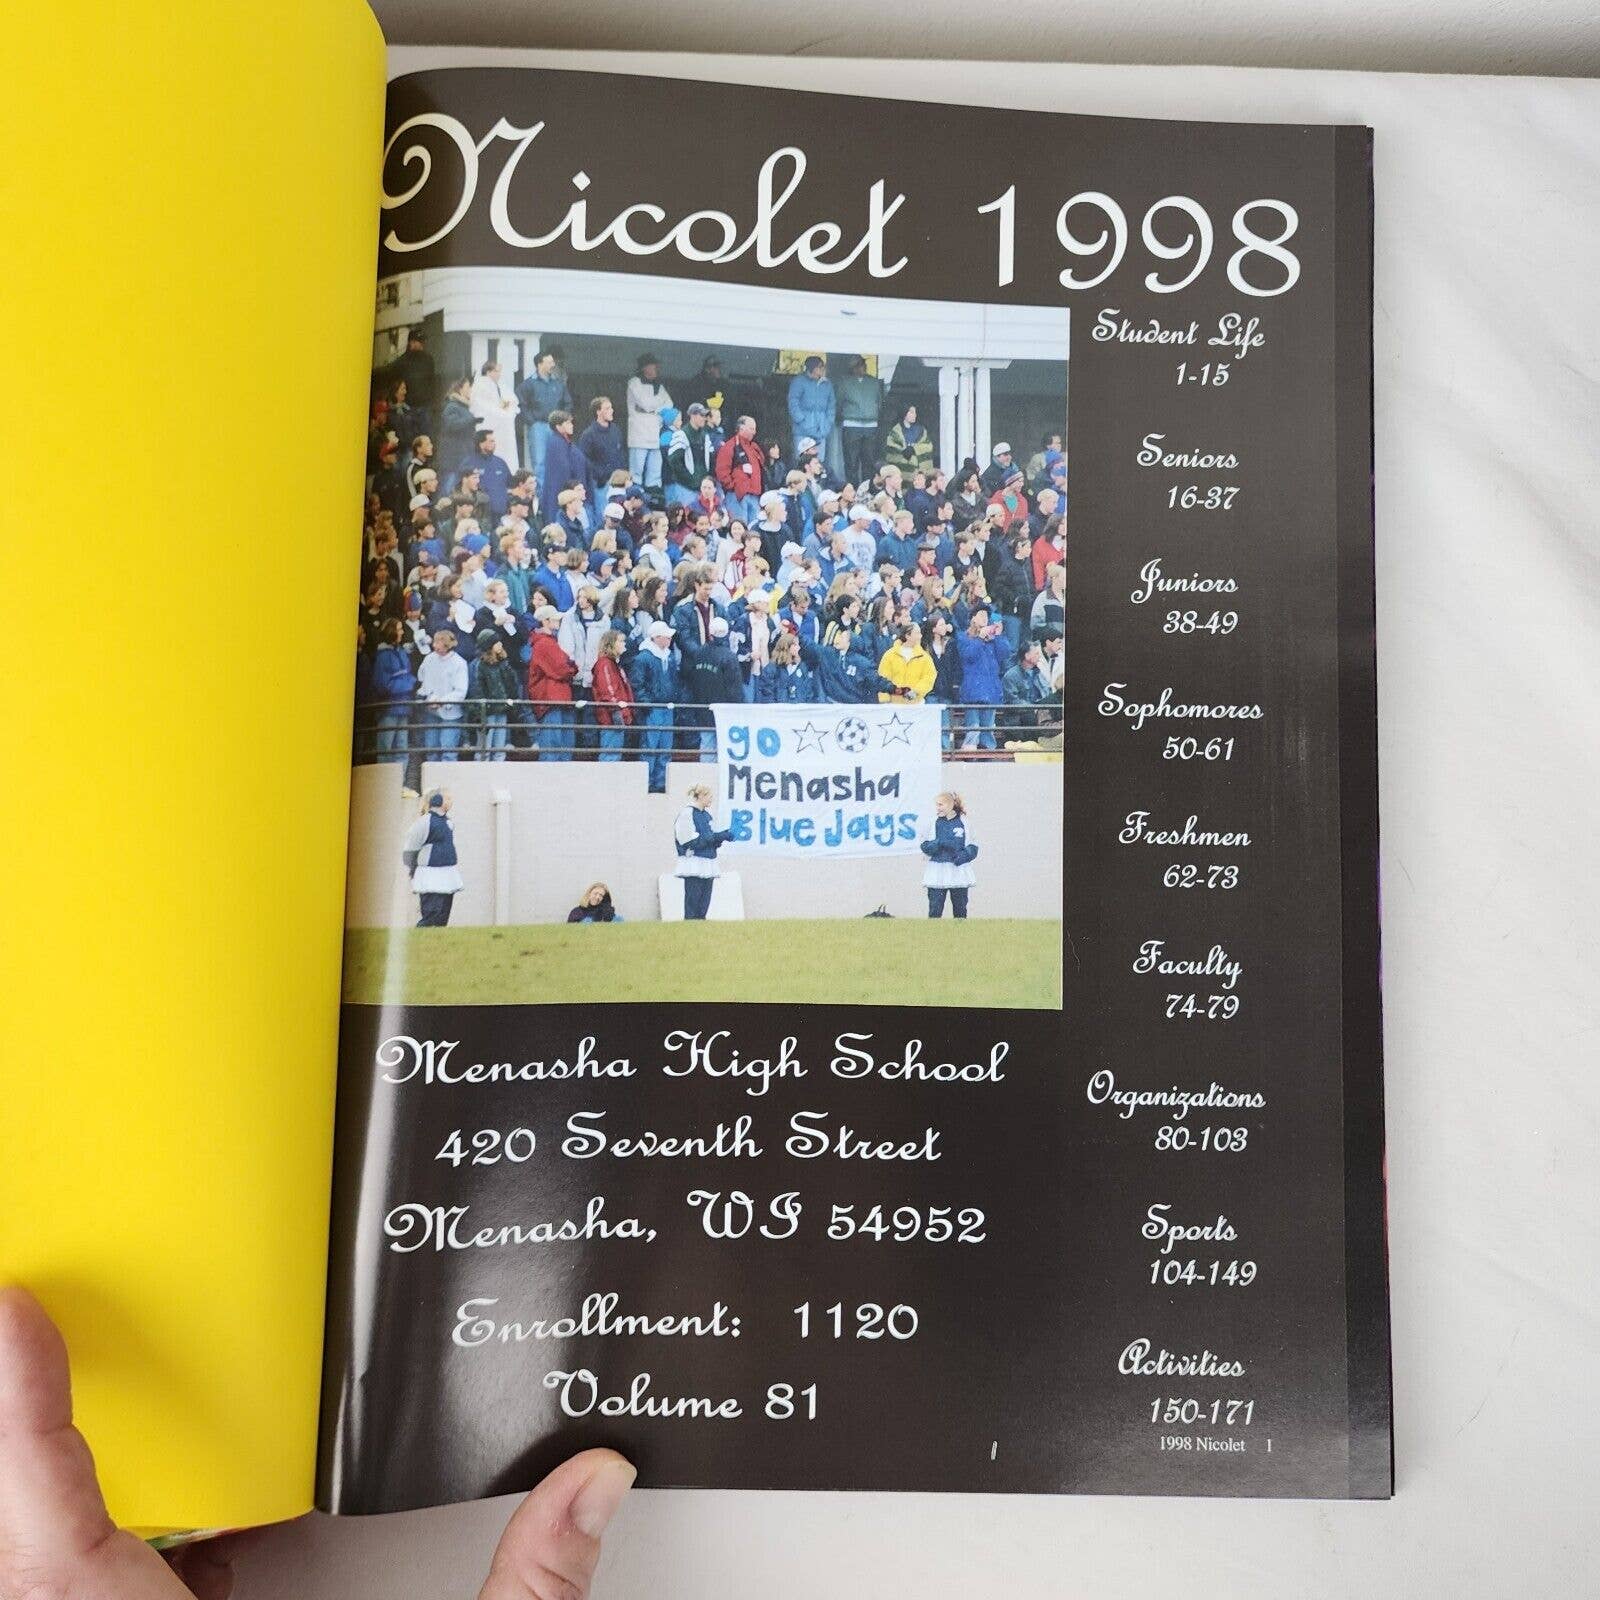 Nicolet 1998
Student Life
1-15
Seniors
16-37
Juniors
38-49
Sophomores
50-61
Freshmen
62-73
Faculty
74-79
Organizations
80-103
Sports
104-149
Activities
150-171
go
Menasha
Blue Jays
Menasha High School
420 Seventh Street
Menasha, WI 54952
Enrollment: 1120
Volume 81
1998 Nicolet 1